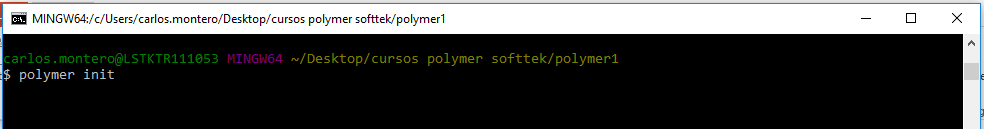 MINGW64:/c/Users/carlos.montero/Desktop/cursos polymer softtek/polymer1
carlos.montero@LSTKTR111053 MINGW64 ~/Desktop/cursos polymer softtek/polymer1
$ polymer init